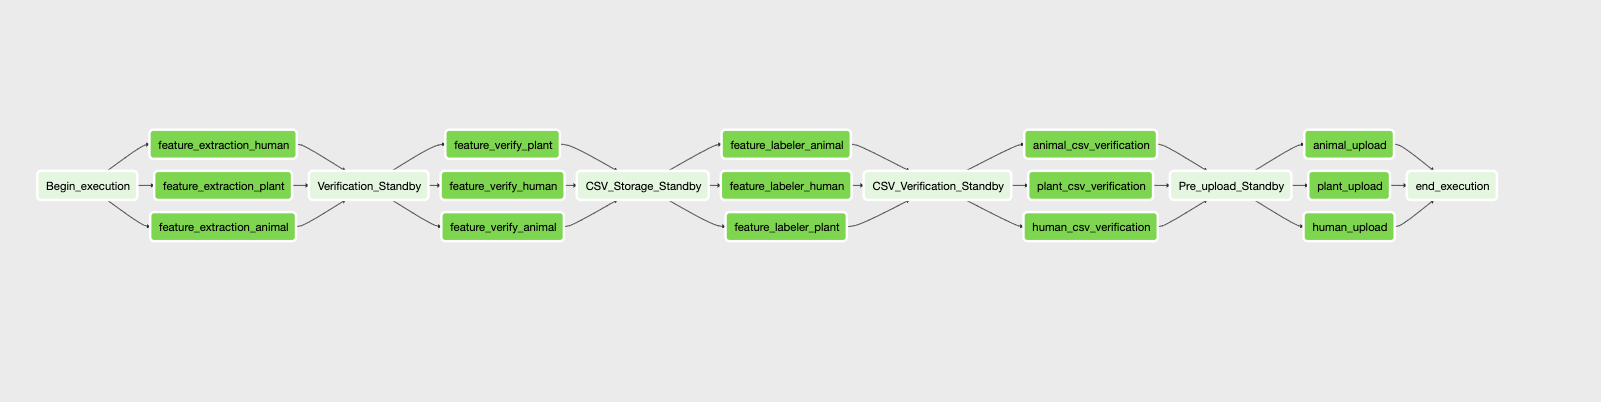 Begin_execution
feature_extraction_human
feature_extraction_plant
feature_extraction_animal
Verification_Standby
feature_verify_plant
feature_verify_human
feature_verify_animal
CSV_Storage_Standby
feature_labeler_animal
feature_labeler_human
feature_labeler_plant
CSV_Verification_Standby
animal_csv_verification
plant_csv_verification
human_csv_verification
Pre_upload_Standby
animal_upload
plant_upload
human_upload
end_execution